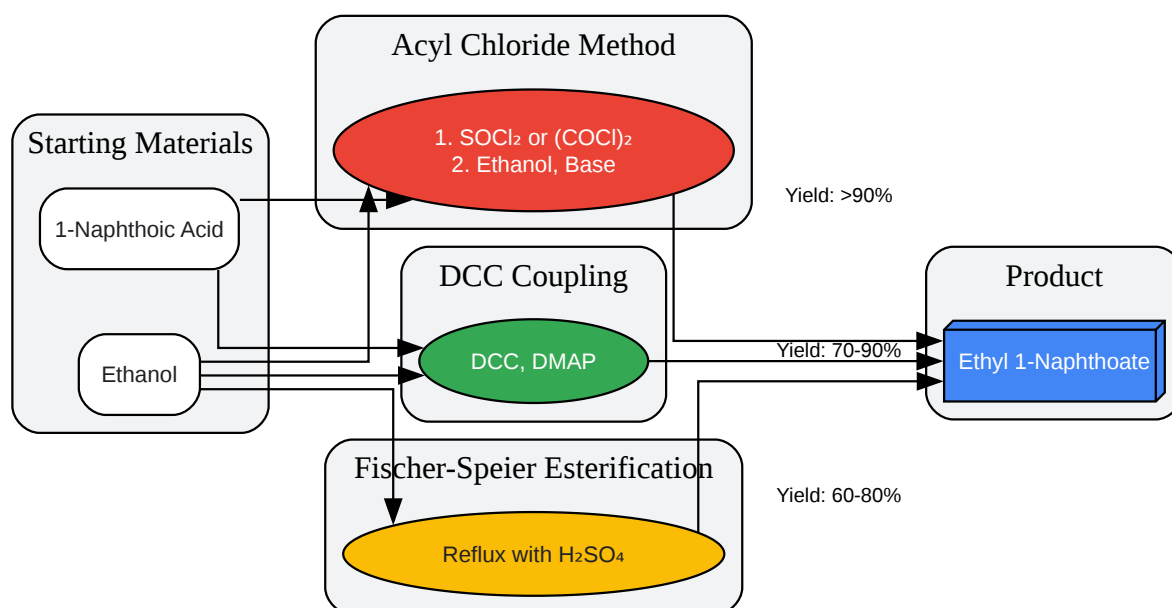 Acyl Chloride Method
1. SOCl₂ or (COCl)₂
2. Ethanol, Base
Starting Materials
1-Naphthoic Acid
Ethanol
Yield: >90%
DCC Coupling
DCC, DMAP
Yield: 70-90%
Product
Ethyl 1-Naphthoate
Fischer-Speier Esterification
Reflux with H₂SO₄
Yield: 60-80%